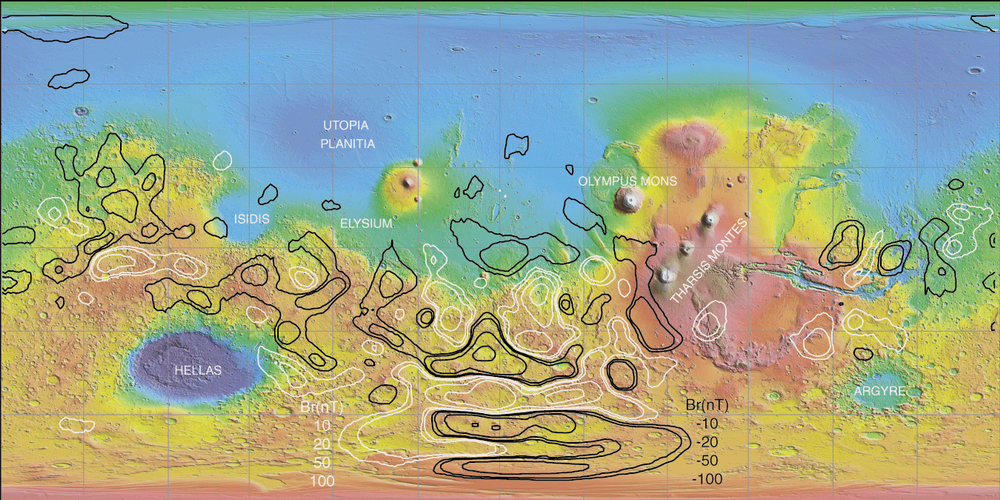 UTOPIA
PLANITIA
OLYMPUS MONS
ISIDIS
ELYSIUM
THARSIS MONTES
HELLAS
ARGYRE
Br(nT)
10
20
50
100
Br(nT)
-10
-20
-50
-100